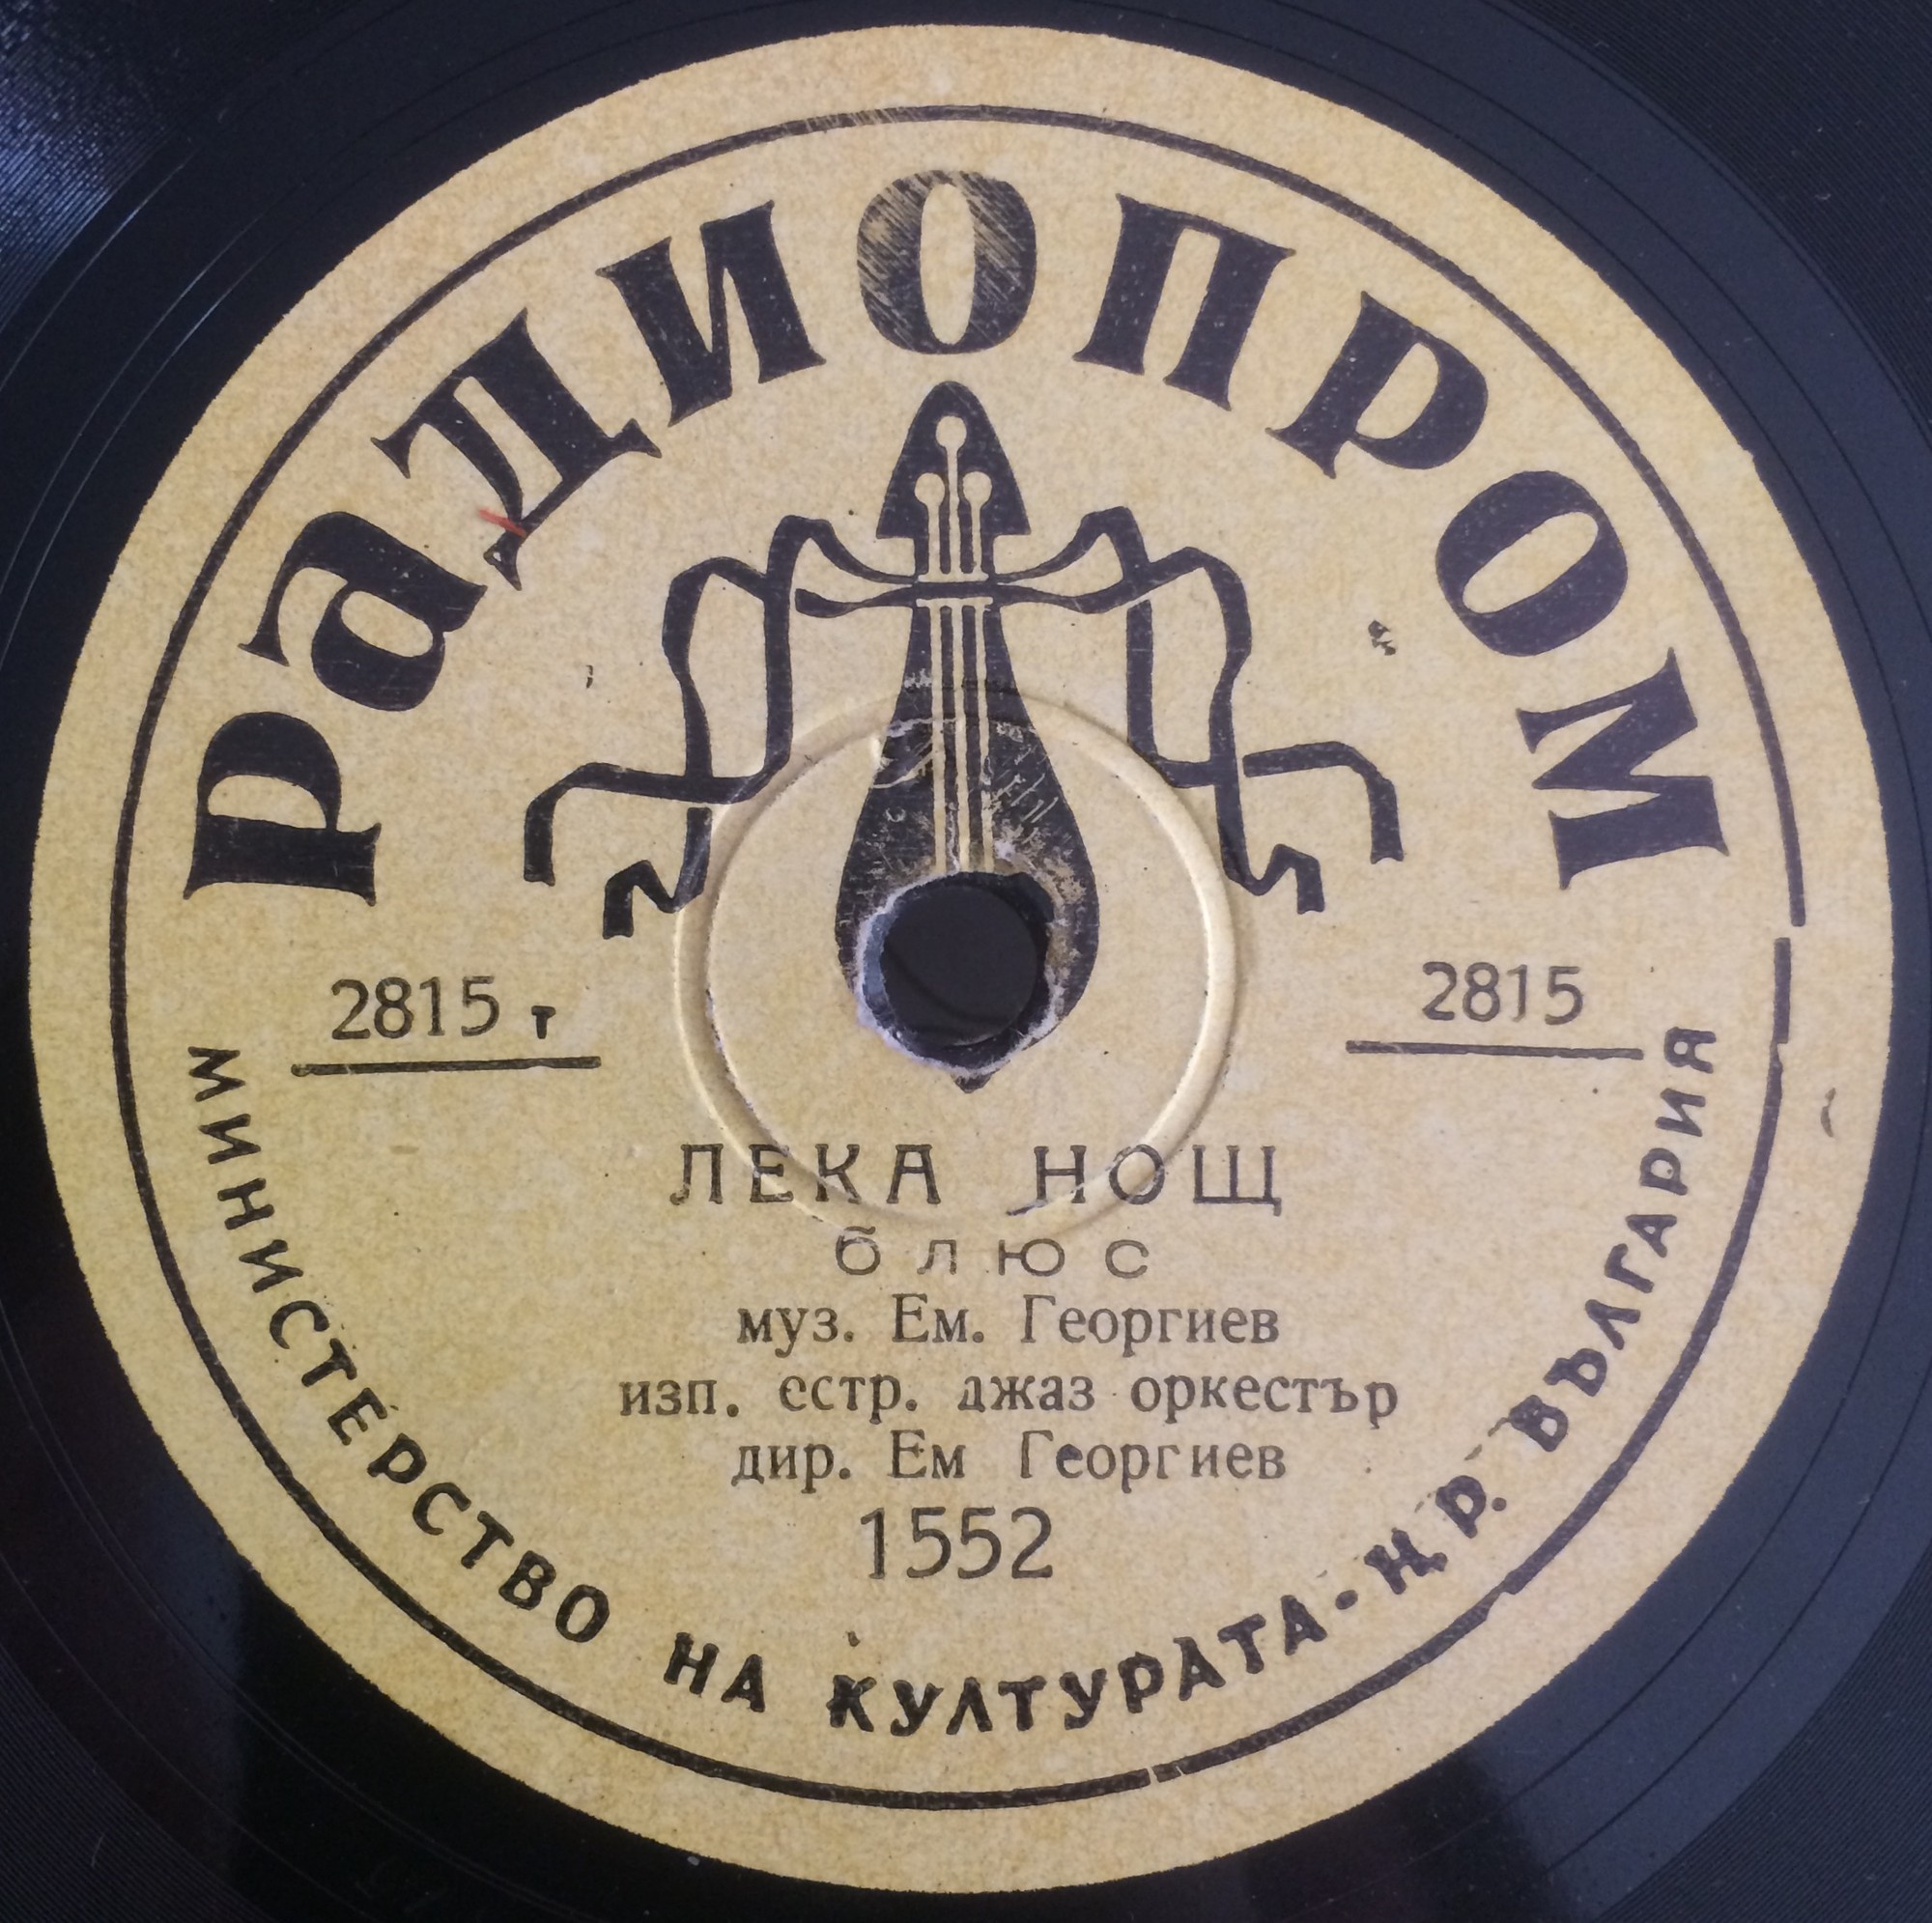 РАДИОПРОМ
2815 т
2815
ЛЕКА НОЩ
блюс
муз. Ем. Георгиев
изп. естр. джаз оркестър
дир. Ем Георгиев
1552
МИНИСТЕРСТВО НА КУЛТУРАТА - Н. Р. БЪЛГАРИЯ